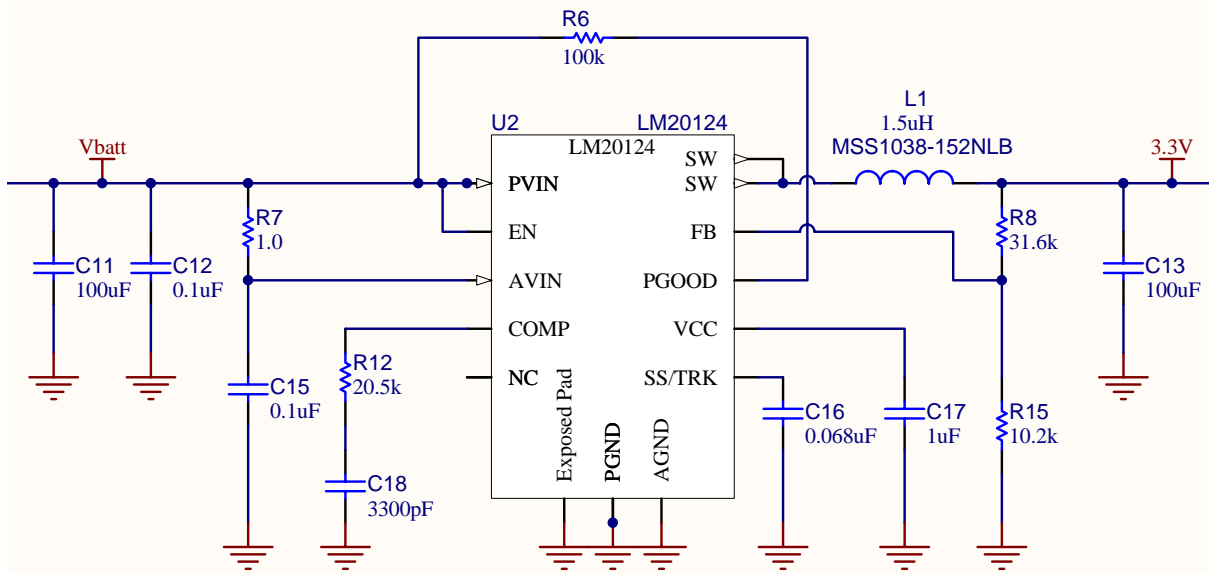 R6
100k
L1
1.5uH
MSS1038-152NLB
U2
LM20124
LM20124
Vbatt
3.3V
PVIN
EN
AVIN
COMP
NC
SW
SW
FB
PGOOD
VCC
SS/TRK
Exposed Pad
PGND
AGND
R7
1.0
R8
31.6k
C11
100uF
C12
0.1uF
C13
100uF
R12
20.5k
C15
0.1uF
C16
0.068uF
C17
1uF
R15
10.2k
C18
3300pF